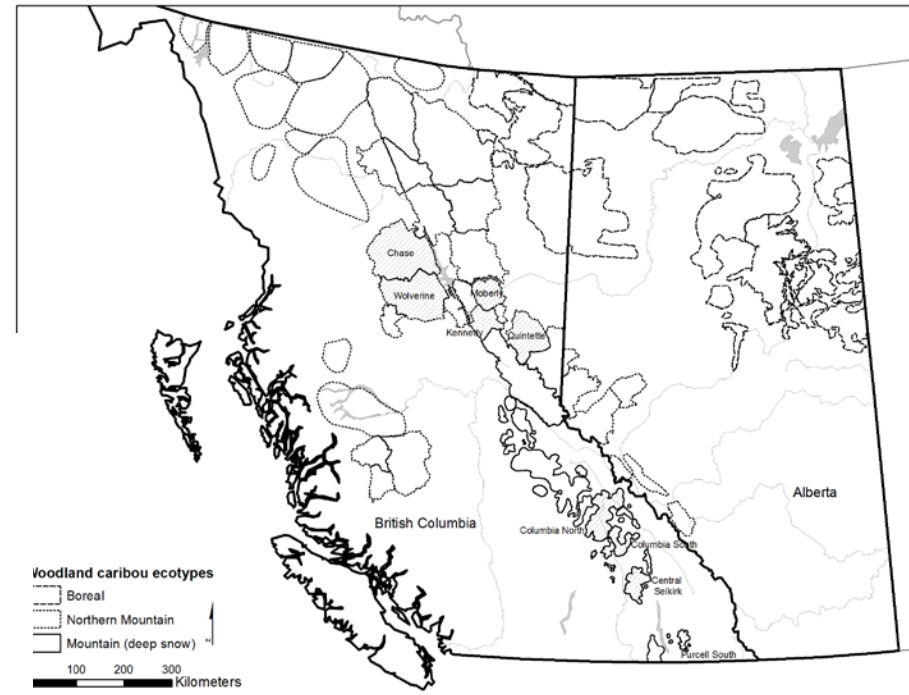 Chase
Wolverine
Moberly
Kennedy
Quintette
Alberta
British Columbia
Columbia North
Columbia South
Central
Selkirk
Purcell South
Woodland caribou ecotypes
Boreal
Northern Mountain
Mountain (deep snow)
100 200 300
Kilometers